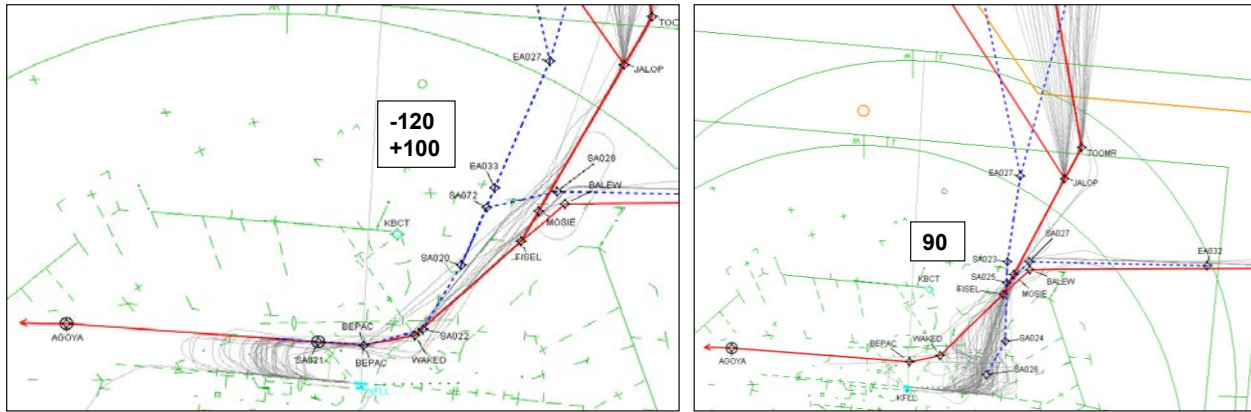 TOOMR
EA027
JALOP
-120
+100
SA028
EA033
BALEW
SA072
KBCT
MOSIE
FISEL
SA020
BEPAC
SA022
AGOYA
SA021
BEPAC
WAKED
W
TOOMR
EA027
JALOP
90
SA027
SA023
EA032
SA025
BALEW
KBCT
FISEL
MOSIE
WAKED
SA024
BEPAC
AGOYA
SA026
KFLL